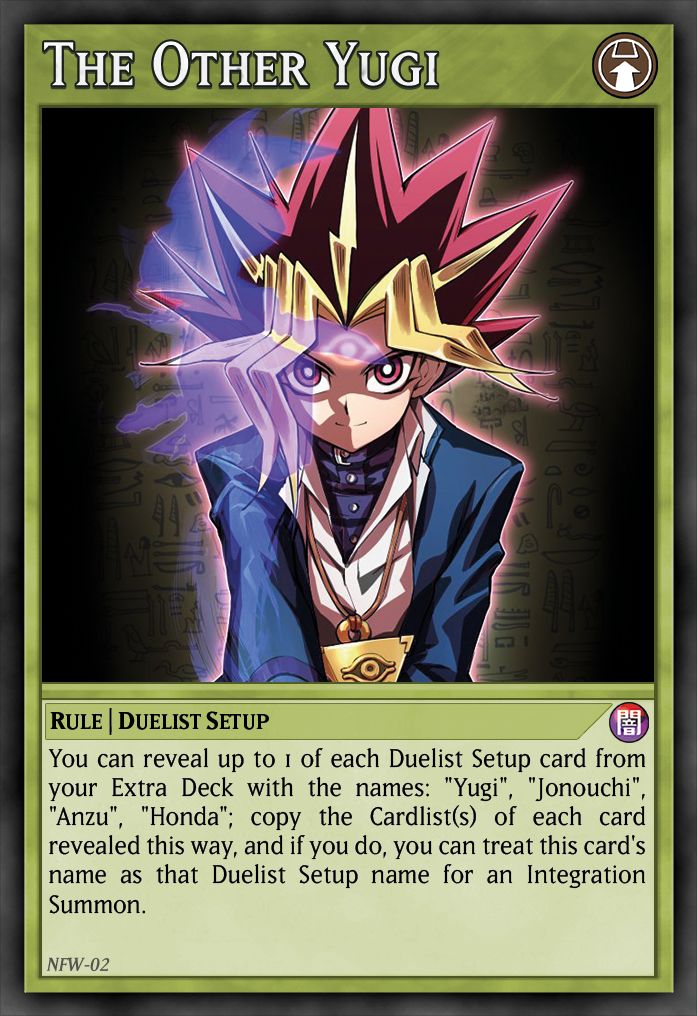 The Other Yugi
Rule | Duelist Setup
闇
You can reveal up to 1 of each Duelist Setup card from
your Extra Deck with the names: "Yugi", "Jonouchi",
"Anzu", "Honda"; copy the Cardlist(s) of each card
revealed this way, and if you do, you can treat this card's
name as that Duelist Setup name for an Integration
Summon.
NFW-02